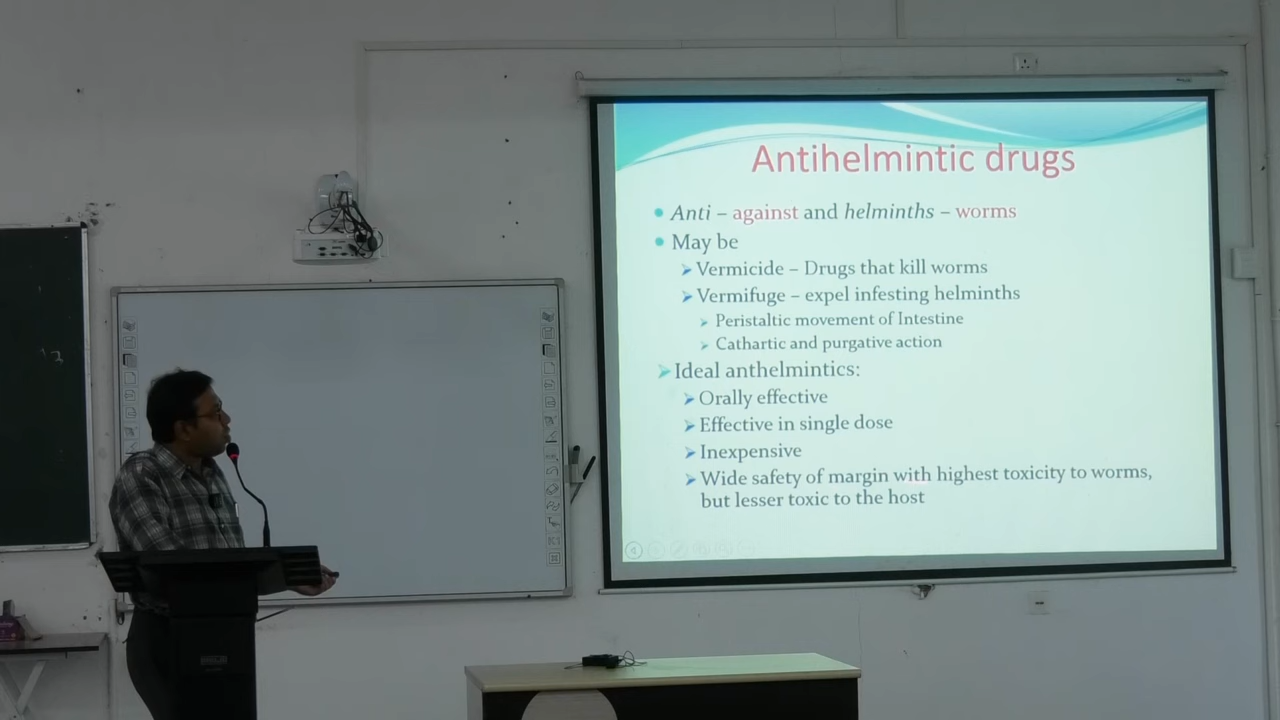 Antihelmintic drugs
Anti – against and helminths – worms
May be
Vermicide – Drugs that kill worms
Vermifuge – expel infesting helminths
Peristaltic movement of Intestine
Cathartic and purgative action
Ideal anthelmintics:
Orally effective
Effective in single dose
Inexpensive
Wide safety of margin with highest toxicity to worms,
but lesser toxic to the host